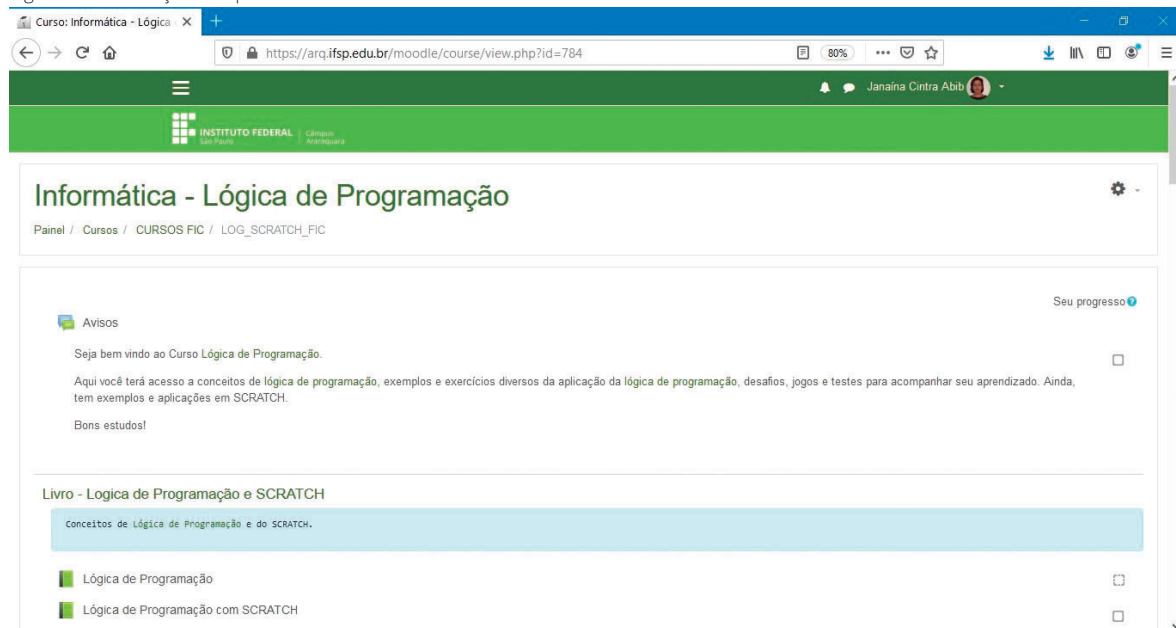 Curso: Informática - Lógica
https://arq.ifsp.edu.br/moodle/course/view.php?id=784
80%
Janaína Cintra Abib
INSTITUTO FEDERAL
São Paulo
Câmpus
Araraquara
Informática - Lógica de Programação
Painel / Cursos / CURSOS FIC / LOG_SCRATCH_FIC
Seu progresso
Avisos
Seja bem vindo ao Curso Lógica de Programação.
Aqui você terá acesso a conceitos de lógica de programação, exemplos e exercícios diversos da aplicação da lógica de programação, desafios, jogos e testes para acompanhar seu aprendizado. Ainda,
tem exemplos e aplicações em SCRATCH.
Bons estudos!
Livro - Logica de Programação e SCRATCH
Conceitos de Lógica de Programação e do SCRATCH.
Lógica de Programação
Lógica de Programação com SCRATCH